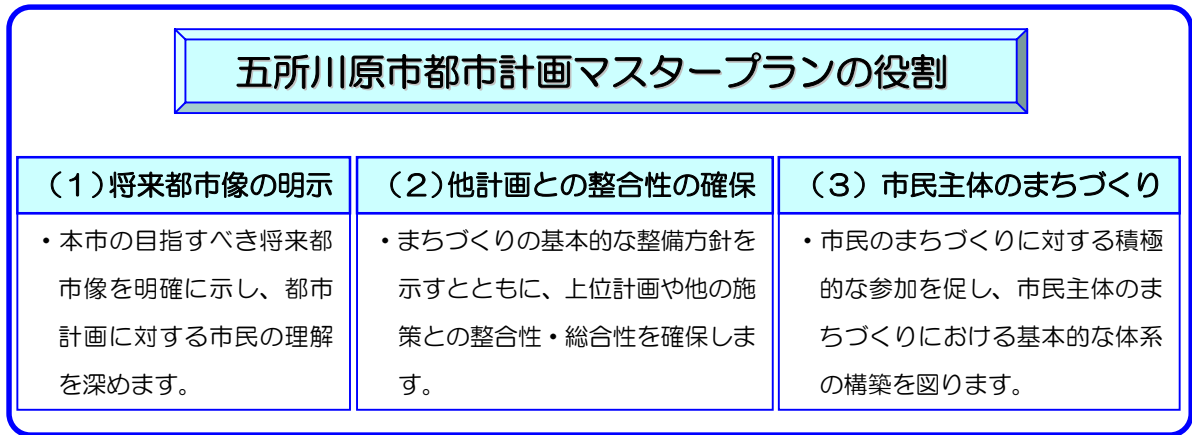 五所川原市都市計画マスタープランの役割
（１）将来都市像の明示
・本市の目指すべき将来都
市像を明確に示し、都市
計画に対する市民の理解
を深めます。
（２）他計画との整合性の確保
・まちづくりの基本的な整備方針を
示すとともに、上位計画や他の施
策との整合性・総合性を確保しま
す。
（３）市民主体のまちづくり
・市民のまちづくりに対する積極
的な参加を促し、市民主体のま
ちづくりにおける基本的な体系
の構築を図ります。